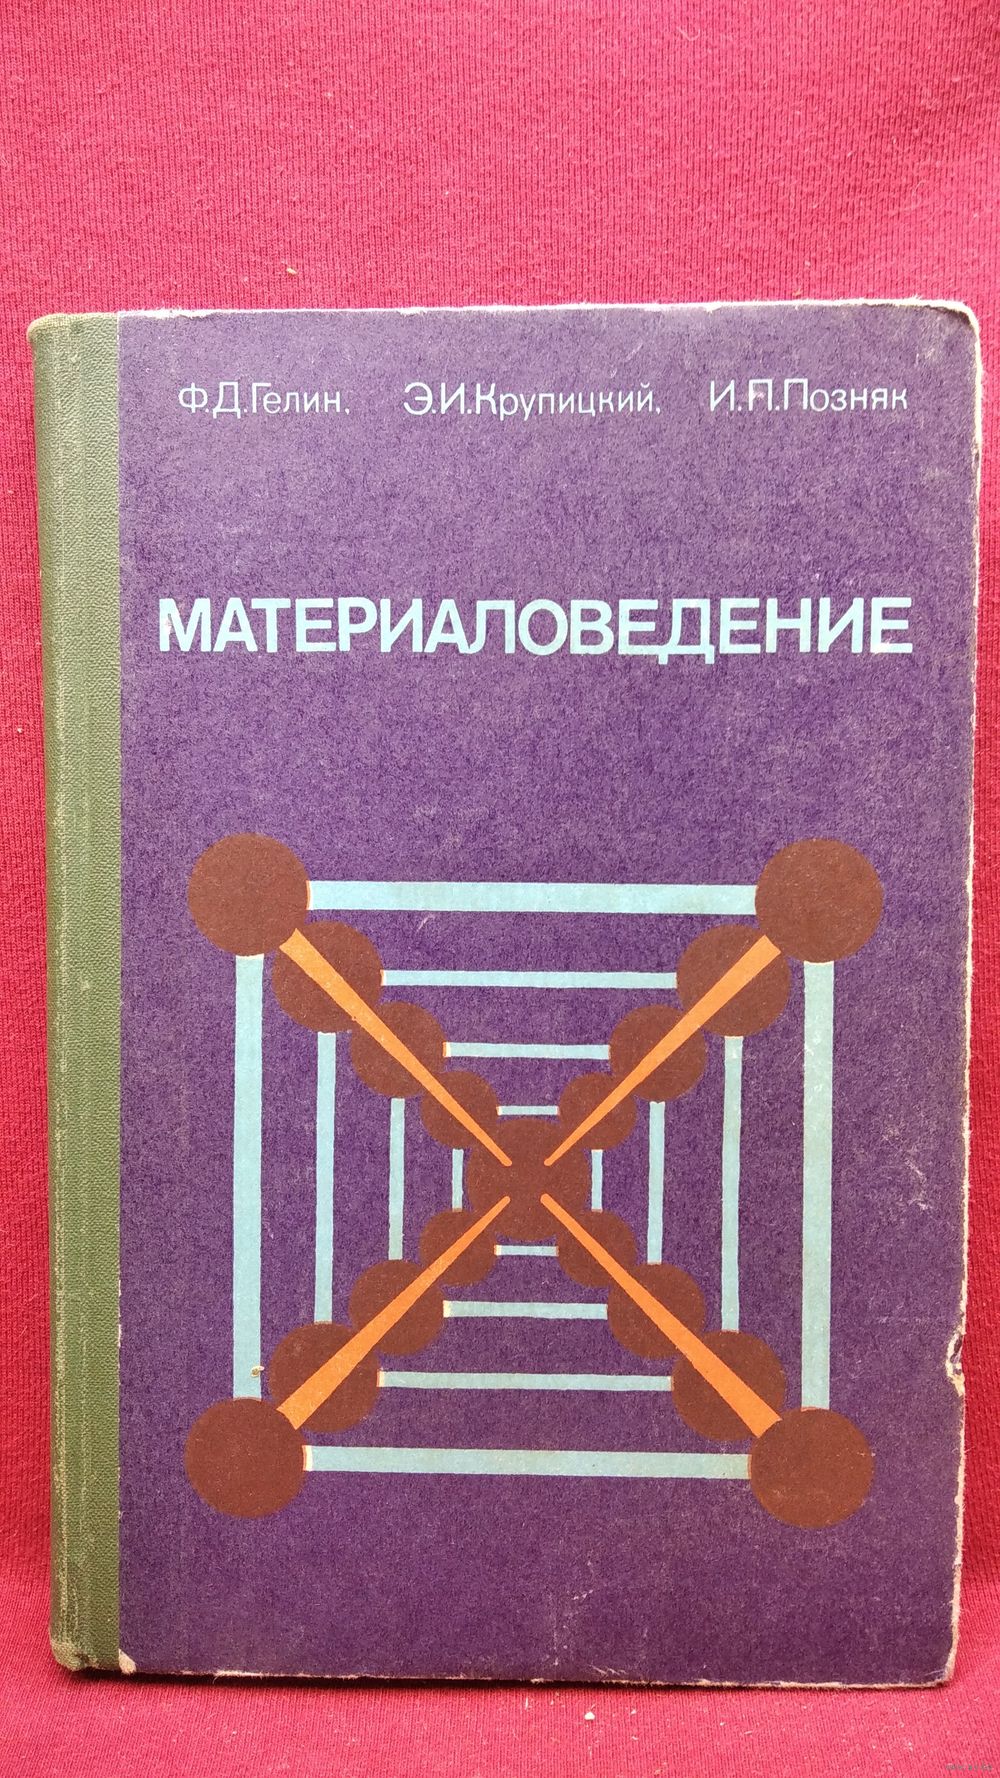 Ф.Д.Гелин, Э.И.Крупицкий, И.П.Позняк
МАТЕРИАЛОВЕДЕНИЕ